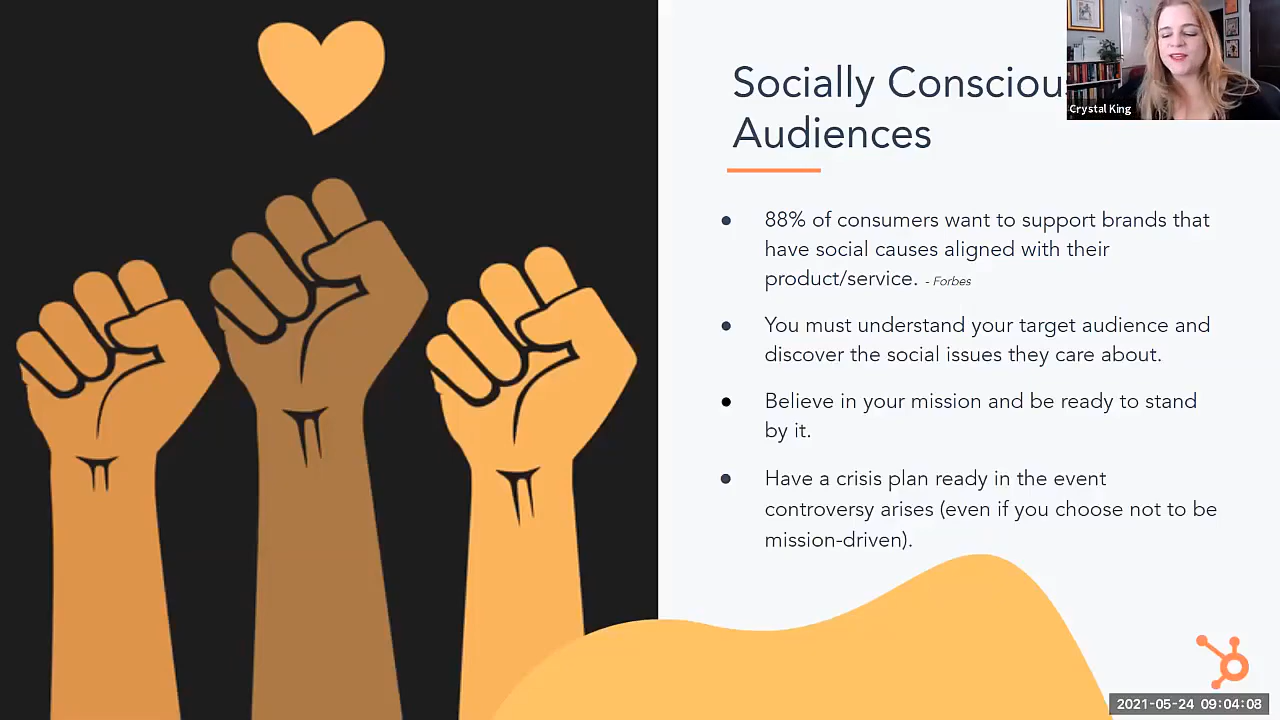 Socially Conscious
Audiences
Crystal King
● 88% of consumers want to support brands that
have social causes aligned with their
product/service. - Forbes
● You must understand your target audience and
discover the social issues they care about.
● Believe in your mission and be ready to stand
by it.
● Have a crisis plan ready in the event
controversy arises (even if you choose not to be
mission-driven).
2021-05-24 09:04:08